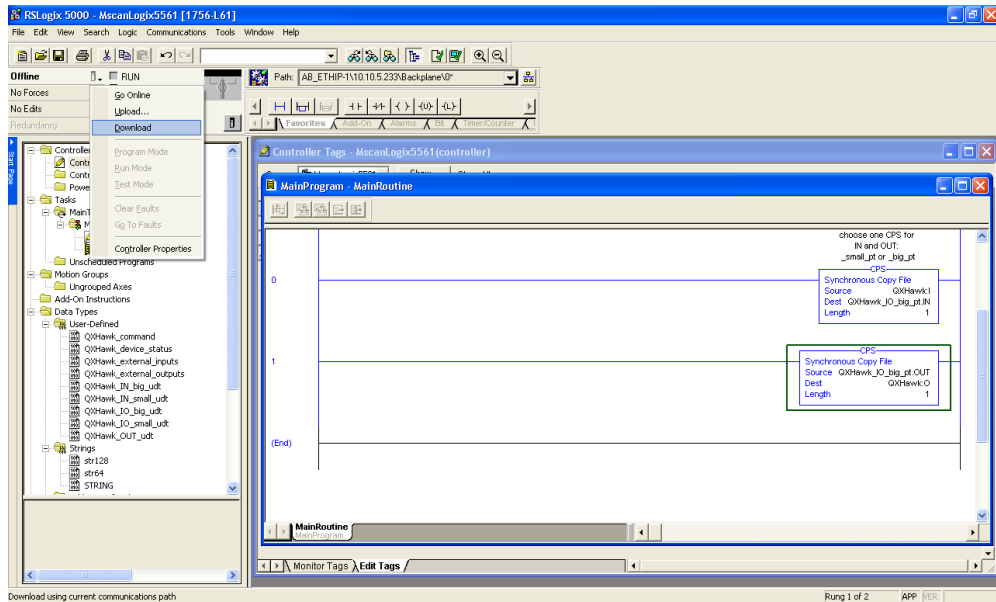 RSLogix 5000 - MscanLogix5561 [1756-L61]
File Edit View Search Logic Communications Tools Window Help
Offline RUN
No Forces
No Edits
Redundancy
Path: AB_ETHIP-1\10.10.5.233\Backplane\0*
Favorites Add-On Alarms Bit Timer/Counter
Go Online
Upload...
Download
Program Mode
Run Mode
Test Mode
Clear Faults
Go To Faults
Controller Properties
Start Page
Controller
Contr
Contr
Powe
Tasks
MainT
M
Unscheduled Programs
Motion Groups
Ungrouped Axes
Add-On Instructions
Data Types
User-Defined
QXHawk_command
QXHawk_device_status
QXHawk_external_inputs
QXHawk_external_outputs
QXHawk_IN_big_udt
QXHawk_IN_small_udt
QXHawk_IO_big_udt
QXHawk_IO_small_udt
QXHawk_OUT_udt
Strings
str128
str64
STRING
Controller Tags - MscanLogix5561(controller)
MainProgram - MainRoutine
choose one CPS for
IN and OUT:
_small_pt or _big_pt
0
CPS
Synchronous Copy File
Source QXHawk:I
Dest QXHawk_IO_big_pt.IN
Length 1
1
CPS
Synchronous Copy File
Source QXHawk_IO_big_pt.OUT
Dest QXHawk:O
Length 1
(End)
MainRoutine
MainProgram
Monitor Tags Edit Tags
Download using current communications path
Rung 1 of 2 APP VER